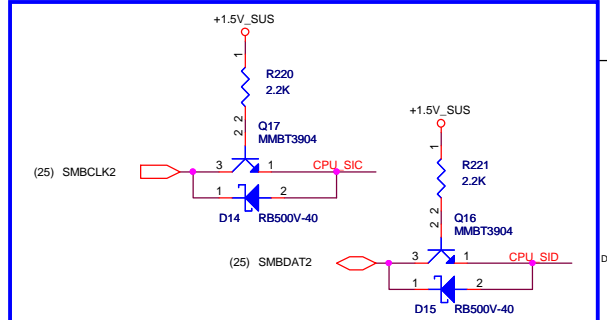 +1.5V_SUS
1
R220
2.2K
2
2
Q17
MMBT3904
(25) SMBCLK2
3
1
CPU_SIC
1
2
D14
RB500V-40
+1.5V_SUS
1
R221
2.2K
2
2
Q16
MMBT3904
(25) SMBDAT2
3
1
CPU_SID
1
2
D15
RB500V-40
D